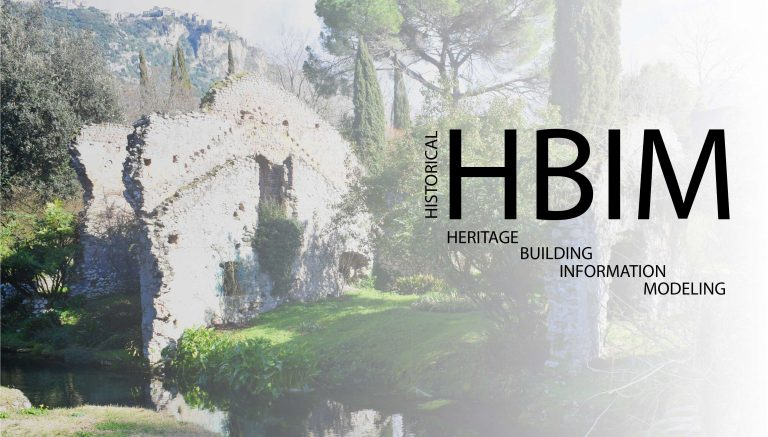 HISTORICAL
HBIM
HERITAGE
BUILDING
INFORMATION
MODELING